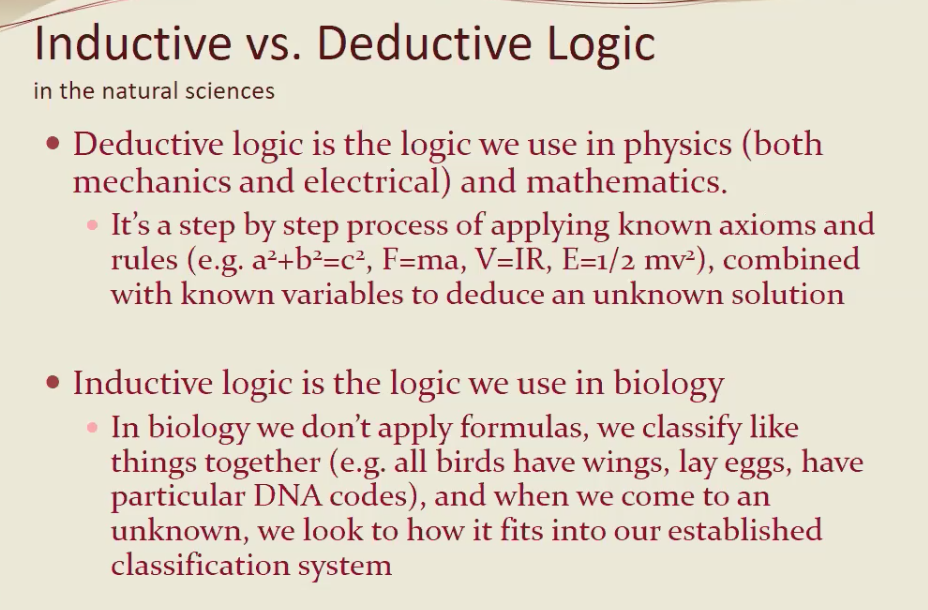 Inductive vs. Deductive Logic
in the natural sciences
• Deductive logic is the logic we use in physics (both
mechanics and electrical) and mathematics.
• It’s a step by step process of applying known axioms and
rules (e.g. a²+b²=c², F=ma, V=IR, E=1/2 mv²), combined
with known variables to deduce an unknown solution
• Inductive logic is the logic we use in biology
• In biology we don’t apply formulas, we classify like
things together (e.g. all birds have wings, lay eggs, have
particular DNA codes), and when we come to an
unknown, we look to how it fits into our established
classification system